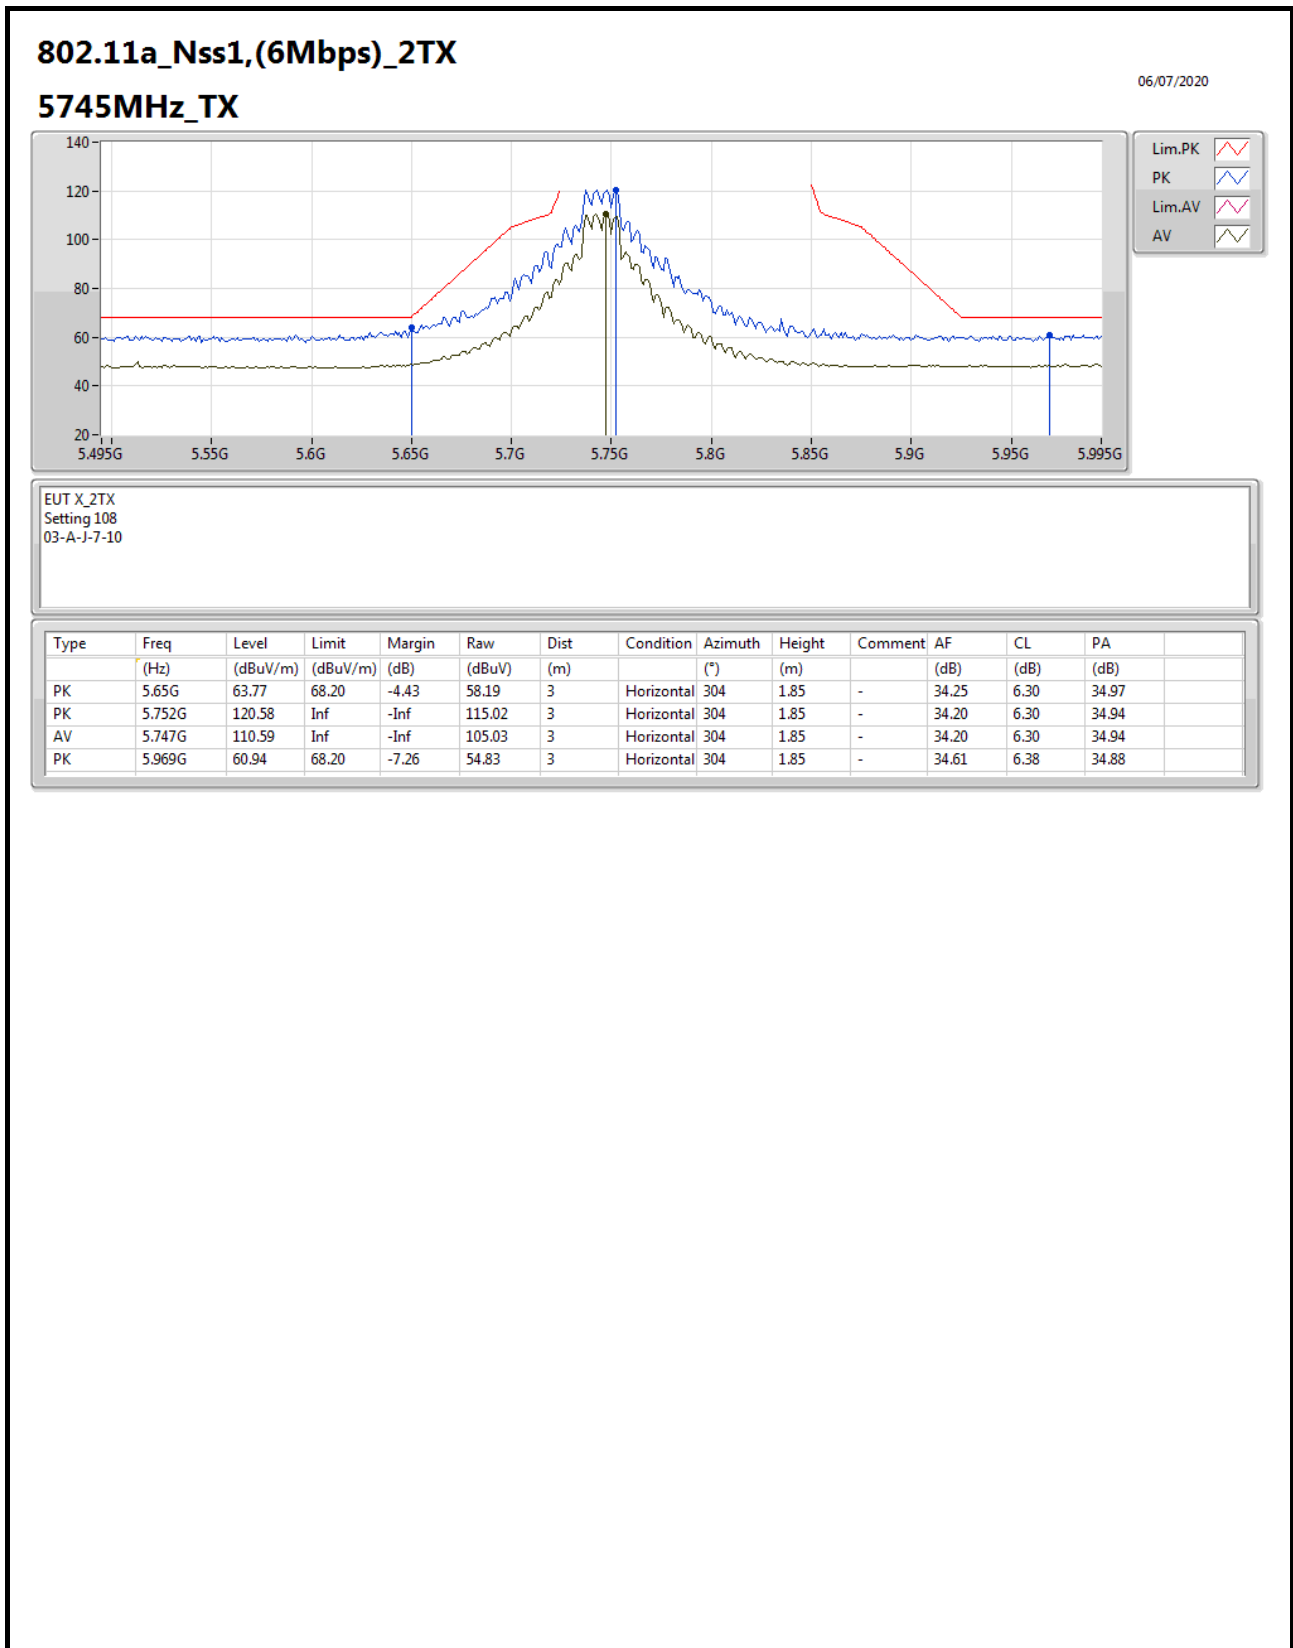 802.11a_Nss1,(6Mbps)_2TX
06/07/2020
5745MHz_TX
140
120
100
80
60
40
20
5.495G 5.55G 5.6G 5.65G 5.7G 5.75G 5.8G 5.85G 5.9G 5.95G 5.995G
Lim.PK
PK
Lim.AV
AV
EUT X_2TX
Setting 108
03-A-J-7-10
Type Freq Level Limit Margin Raw Dist Condition Azimuth Height Comment AF CL PA
(Hz) (dBuV/m) (dBuV/m) (dB) (dBuV) (m) (°) (m) (dB) (dB) (dB)
PK 5.65G 63.77 68.20 -4.43 58.19 3 Horizontal 304 1.85 - 34.25 6.30 34.97
PK 5.752G 120.58 Inf -Inf 115.02 3 Horizontal 304 1.85 - 34.20 6.30 34.94
AV 5.747G 110.59 Inf -Inf 105.03 3 Horizontal 304 1.85 - 34.20 6.30 34.94
PK 5.969G 60.94 68.20 -7.26 54.83 3 Horizontal 304 1.85 - 34.61 6.38 34.88